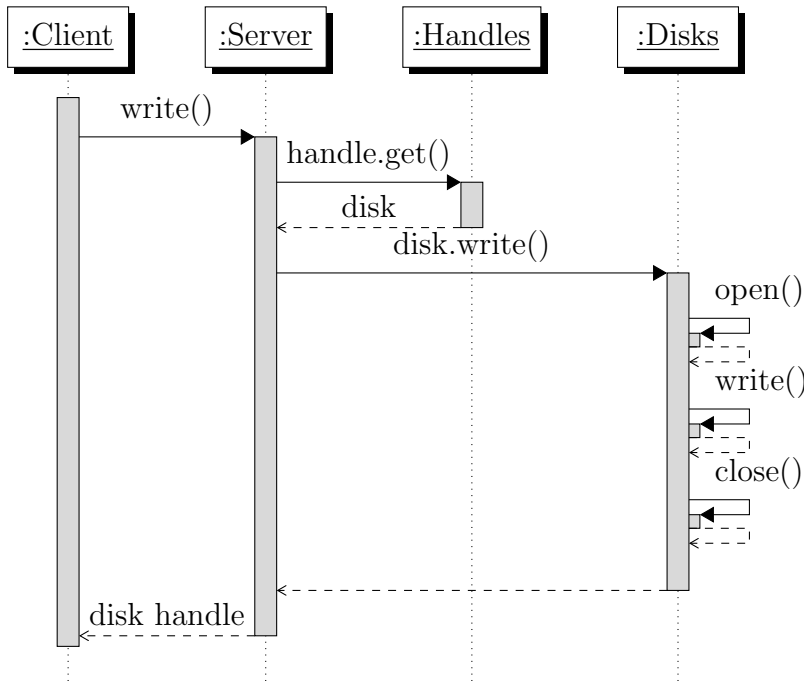 :Client
:Server
:Handles
:Disks
write()
handle.get()
disk
disk.write()
open()
write()
close()
disk handle